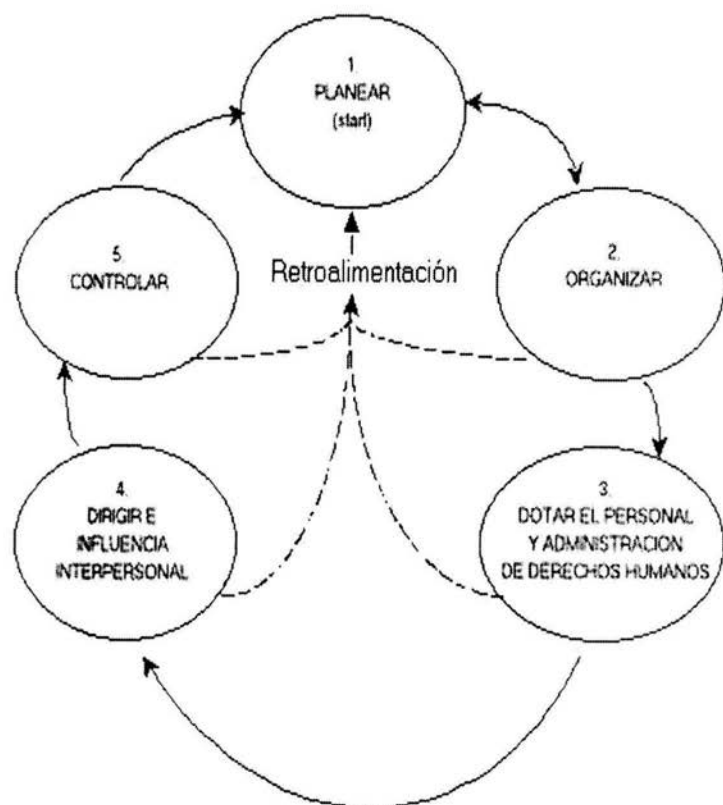 1.
PLANEAR
(start)
2.
ORGANIZAR
3.
DOTAR EL PERSONAL
Y ADMINISTRACION
DE DERECHOS HUMANOS
4.
DIRIGIR E
INFLUENCIA
INTERPERSONAL
5.
CONTROLAR
Retroalimentación